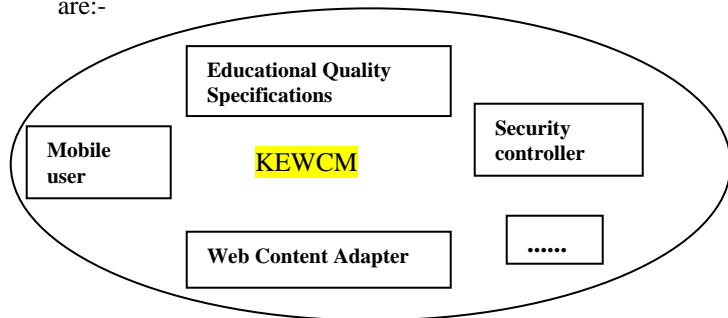 are:-
Educational Quality
Specifications
Security
controller
Mobile
user
KEWCM
......
Web Content Adapter